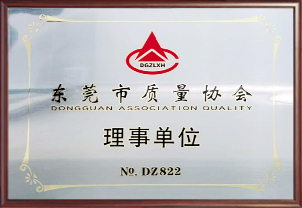 DGZLXH
东莞市质量协会
DONGGUAN ASSOCIATION QUALITY
理事单位
№. DZ822